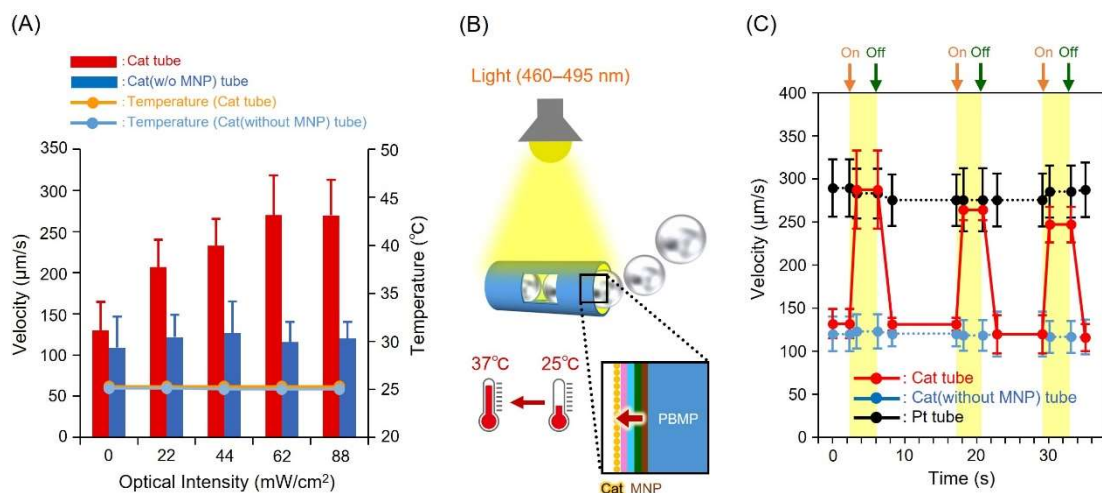 (A)
: Cat tube
: Cat(w/o MNP) tube
: Temperature (Cat tube)
: Temperature (Cat(without MNP) tube)
350
300
250
200
150
100
50
0
Velocity (μm/s)
50
45
40
35
30
25
20
Temperature (℃)
0 22 44 62 88
Optical Intensity (mW/cm²)
(B)
Light (460–495 nm)
37℃ 25℃
PBMP
Cat MNP
(C)
On Off On Off On Off
400
350
300
250
200
150
100
50
0
Velocity (μm/s)
: Cat tube
: Cat(without MNP) tube
: Pt tube
0 10 20 30
Time (s)